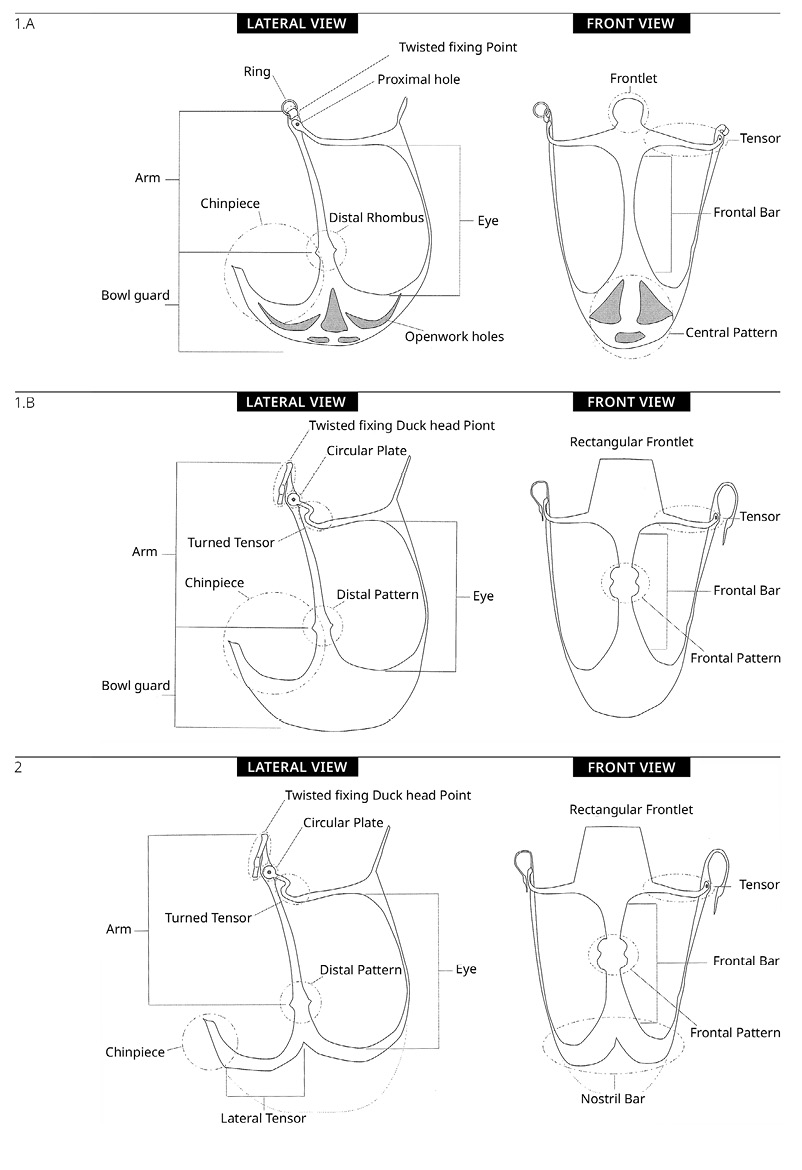 1.A
LATERAL VIEW
FRONT VIEW
Twisted fixing Point
Ring
Proximal hole
Frontlet
Tensor
Arm
Chinpiece
Distal Rhombus
Eye
Frontal Bar
Bowl guard
Openwork holes
Central Pattern
1.B
LATERAL VIEW
FRONT VIEW
Twisted fixing Duck head Piont
Circular Plate
Rectangular Frontlet
Turned Tensor
Tensor
Arm
Chinpiece
Distal Pattern
Eye
Frontal Bar
Frontal Pattern
Bowl guard
2
LATERAL VIEW
FRONT VIEW
Twisted fixing Duck head Point
Circular Plate
Rectangular Frontlet
Tensor
Turned Tensor
Arm
Distal Pattern
Eye
Frontal Bar
Frontal Pattern
Chinpiece
Nostril Bar
Lateral Tensor